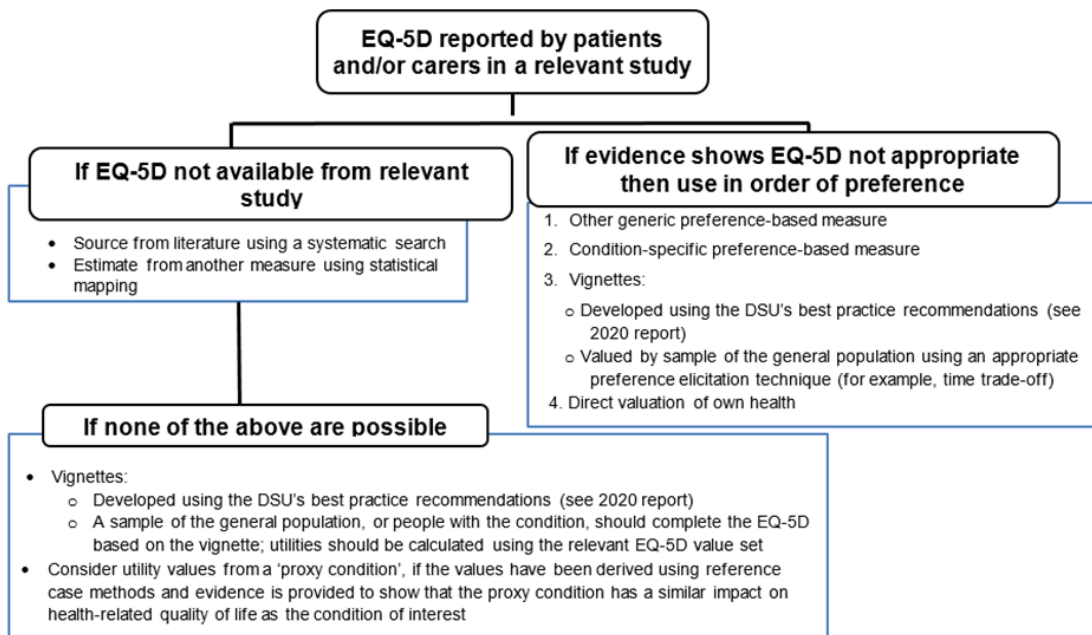 EQ-5D reported by patients
and/or carers in a relevant study
If EQ-5D not available from relevant
study
• Source from literature using a systematic search
• Estimate from another measure using statistical
mapping
If evidence shows EQ-5D not appropriate
then use in order of preference
1. Other generic preference-based measure
2. Condition-specific preference-based measure
3. Vignettes:
o Developed using the DSU's best practice recommendations (see
2020 report)
o Valued by sample of the general population using an appropriate
preference elicitation technique (for example, time trade-off)
4. Direct valuation of own health
If none of the above are possible
• Vignettes:
o Developed using the DSU's best practice recommendations (see 2020 report)
o A sample of the general population, or people with the condition, should complete the EQ-5D
based on the vignette; utilities should be calculated using the relevant EQ-5D value set
• Consider utility values from a 'proxy condition', if the values have been derived using reference
case methods and evidence is provided to show that the proxy condition has a similar impact on
health-related quality of life as the condition of interest